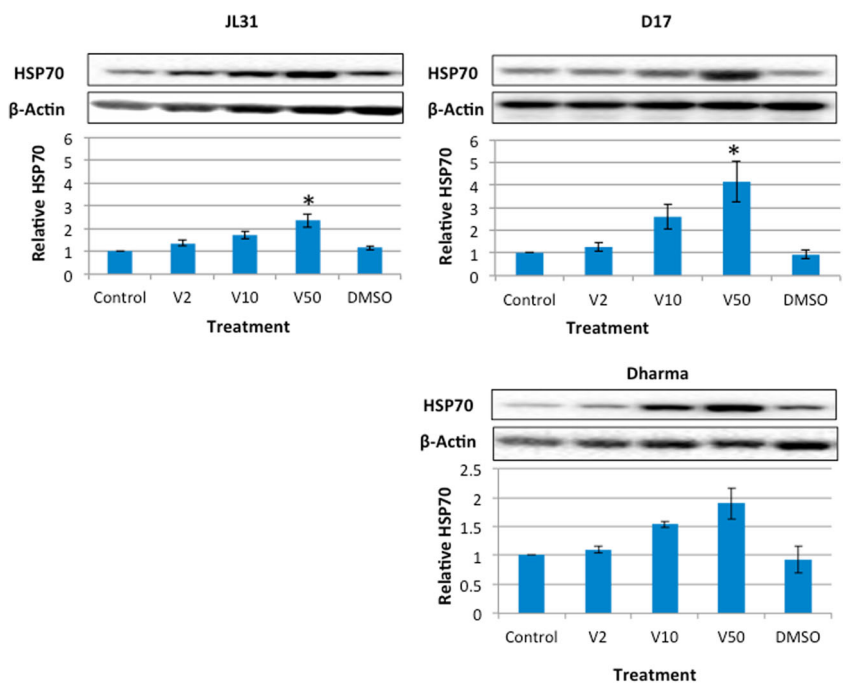 JL31
HSP70
β-Actin
Relative HSP70
6
5
4
3
2
1
0
*
Control V2 V10 V50 DMSO
Treatment
D17
HSP70
β-Actin
Relative HSP70
6
5
4
3
2
1
0
*
Control V2 V10 V50 DMSO
Treatment
Dharma
HSP70
β-Actin
Relative HSP70
2.5
2
1.5
1
0.5
0
Control V2 V10 V50 DMSO
Treatment